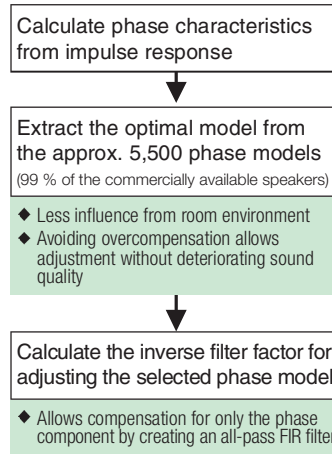 Calculate phase characteristics
from impulse response
Extract the optimal model from
the approx. 5,500 phase models
(99 % of the commercially available speakers)
◆ Less influence from room environment
◆ Avoiding overcompensation allows
adjustment without deteriorating sound
quality
Calculate the inverse filter factor for
adjusting the selected phase model
◆ Allows compensation for only the phase
component by creating an all-pass FIR filter